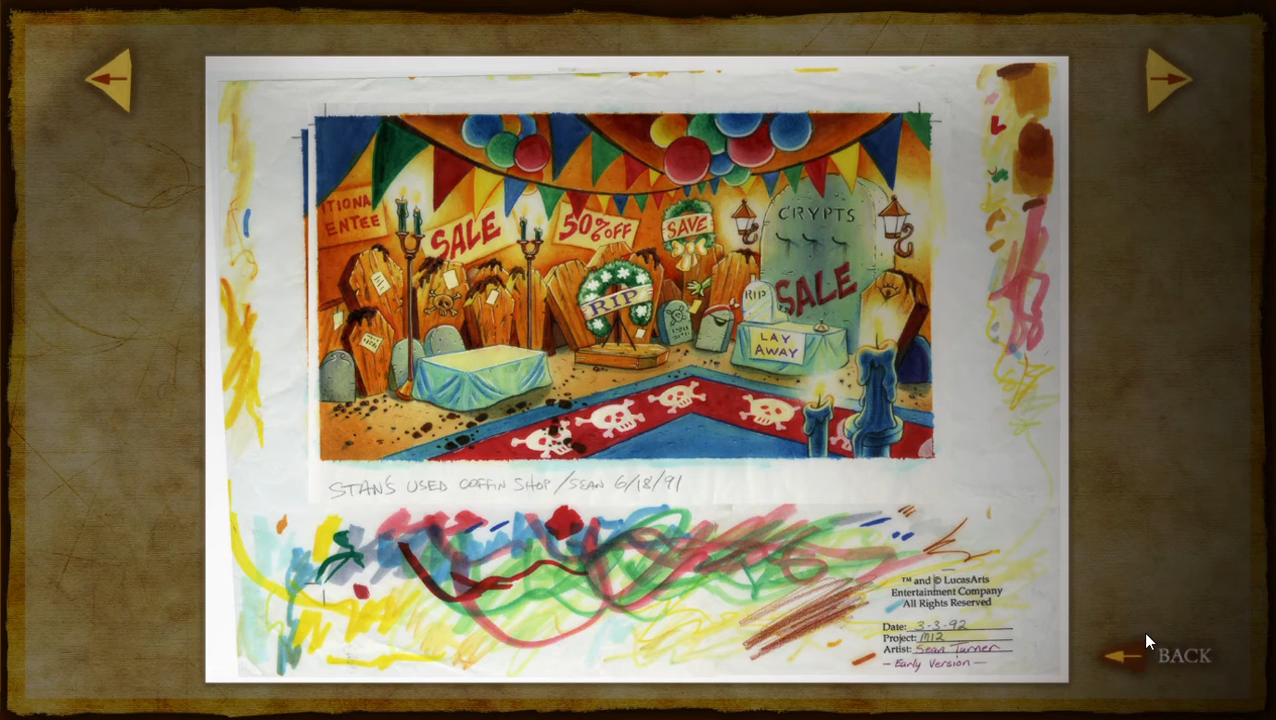 ITIONA
ENTEE
SALE
50% OFF
SAVE
CRYPTS
SALE
RIP
RIP
LAY
AWAY
STAN'S USED COFFIN SHOP / SEAN 6/18/91
™ and © LucasArts
Entertainment Company
All Rights Reserved
Date: 3-3-92
Project: MI2
Artist: Sean Turner
- Early Version -
BACK